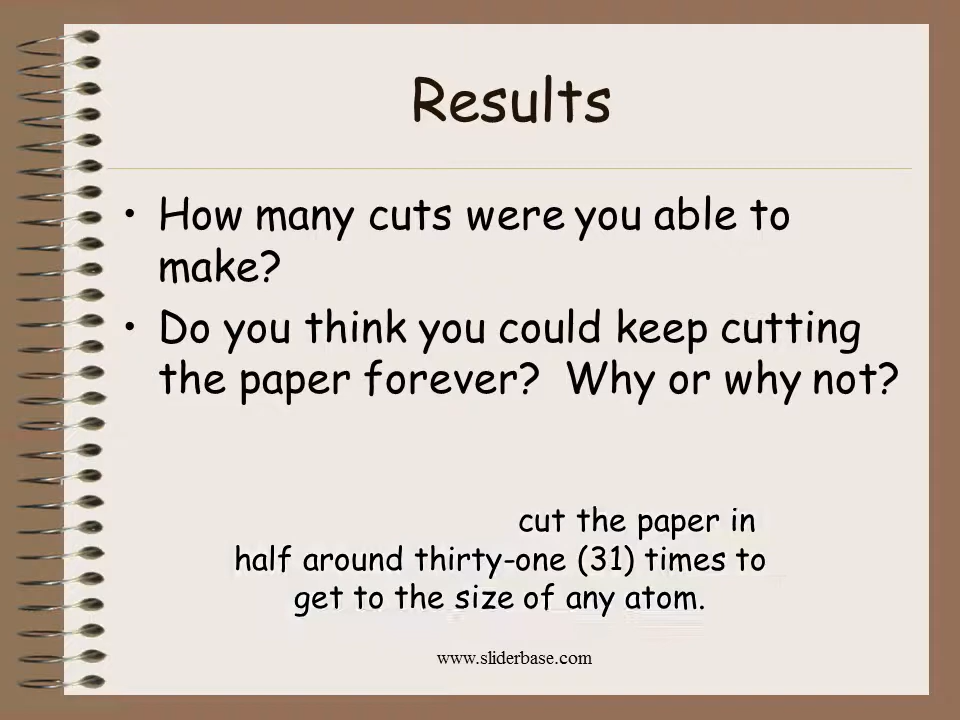 Results
• How many cuts were you able to
make?
• Do you think you could keep cutting
the paper forever? Why or why not?
cut the paper in
half around thirty-one (31) times to
get to the size of any atom.
www.sliderbase.com